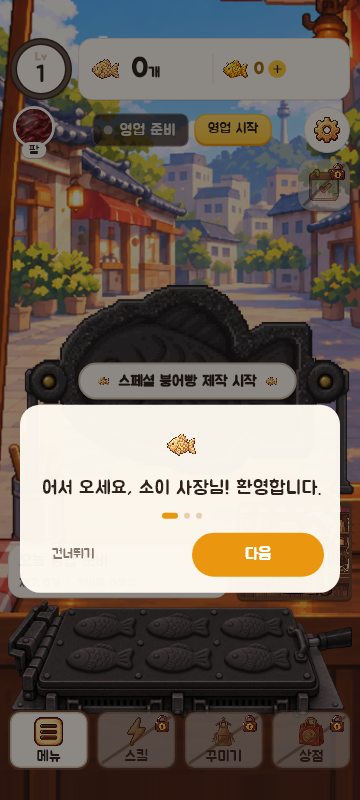 Lv
1
0개
0
팥
영업 준비
영업 시작
스페셜 붕어빵 제작 시작
어서 오세요, 소이 사장님! 환영합니다.
건너뛰기
다음
메뉴
스킬
꾸미기
상점